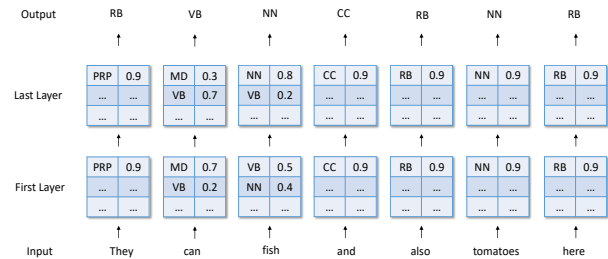 Output RB VB NN CC RB NN RB
PRP 0.9 MD 0.3 NN 0.8 CC 0.9 RB 0.9 NN 0.9 RB 0.9
Last Layer ... ... VB 0.7 VB 0.2 ... ... ... ... ... ... ... ...
... ... ... ... ... ... ... ... ... ... ... ... ... ...
PRP 0.9 MD 0.7 VB 0.5 CC 0.9 RB 0.9 NN 0.9 RB 0.9
First Layer ... ... VB 0.2 NN 0.4 ... ... ... ... ... ... ... ...
... ... ... ... ... ... ... ... ... ... ... ... ... ...
Input They can fish and also tomatoes here